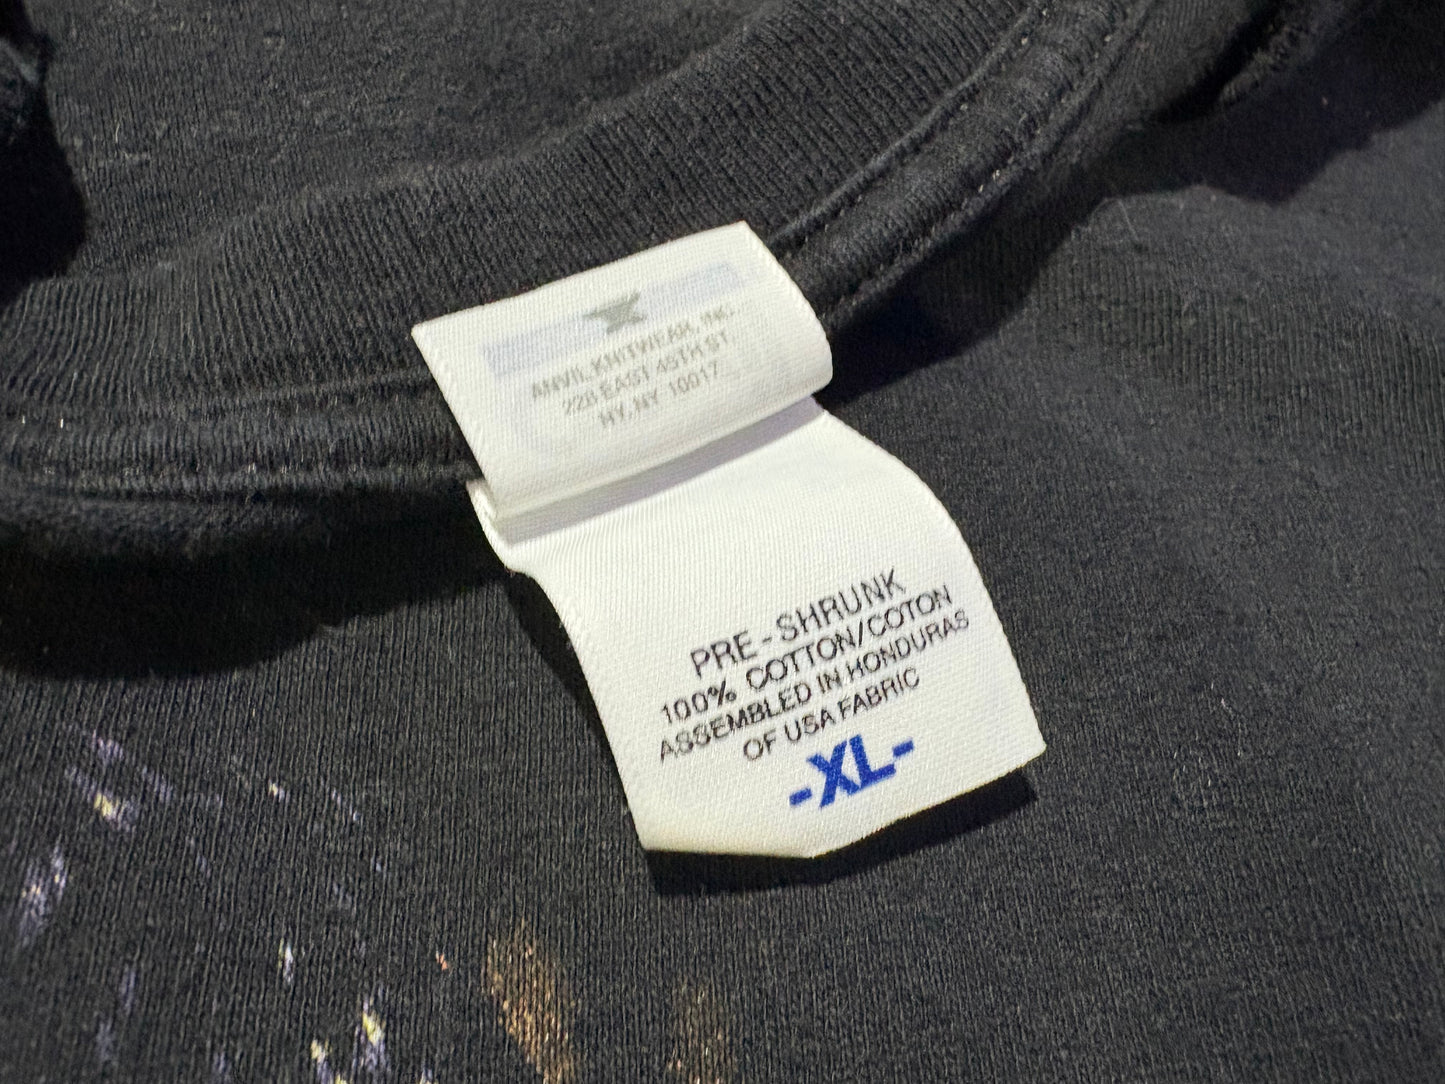 ANVIL KNITWEAR, INC.
228 EAST 45TH ST.
NY, NY 10017
PRE-SHRUNK
100% COTTON/COTON
ASSEMBLED IN HONDURAS
OF USA FABRIC
-XL-